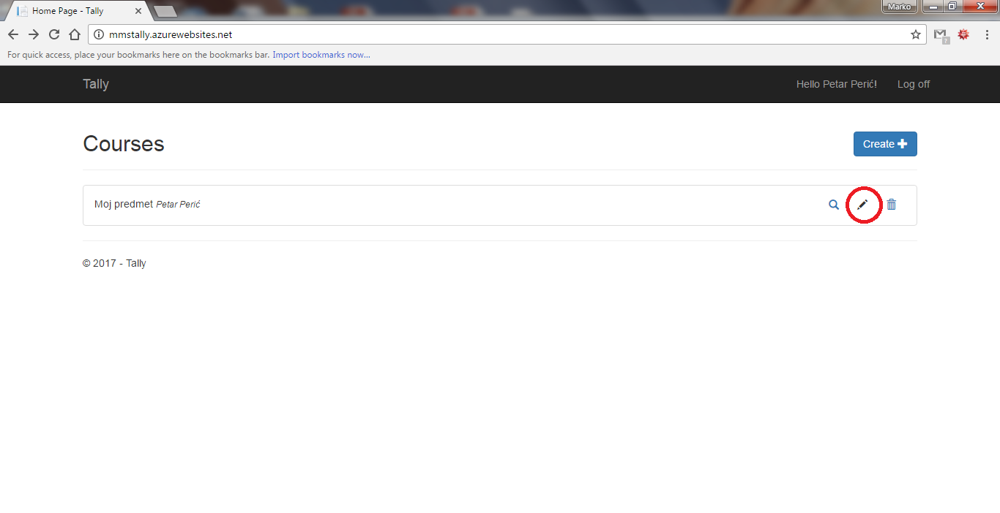 Home Page - Tally
Marko
mmstally.azurewebsites.net
For quick access, place your bookmarks here on the bookmarks bar. Import bookmarks now...
Tally
Hello Petar Perić!
Log off
Courses
Create
Moj predmet Petar Perić
© 2017 - Tally